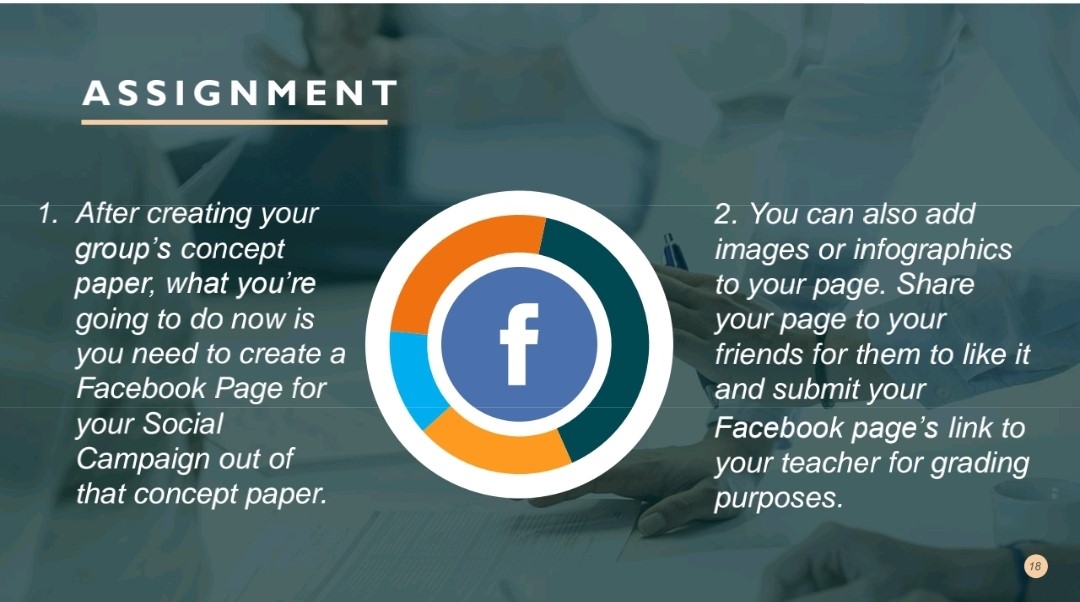 ASSIGNMENT
1. After creating your
group's concept
paper, what you're
going to do now is
you need to create a
Facebook Page for
your Social
Campaign out of
that concept paper.
f
2. You can also add
images or infographics
to your page. Share
your page to your
friends for them to like it
and submit your
Facebook page's link to
your teacher for grading
purposes.
18